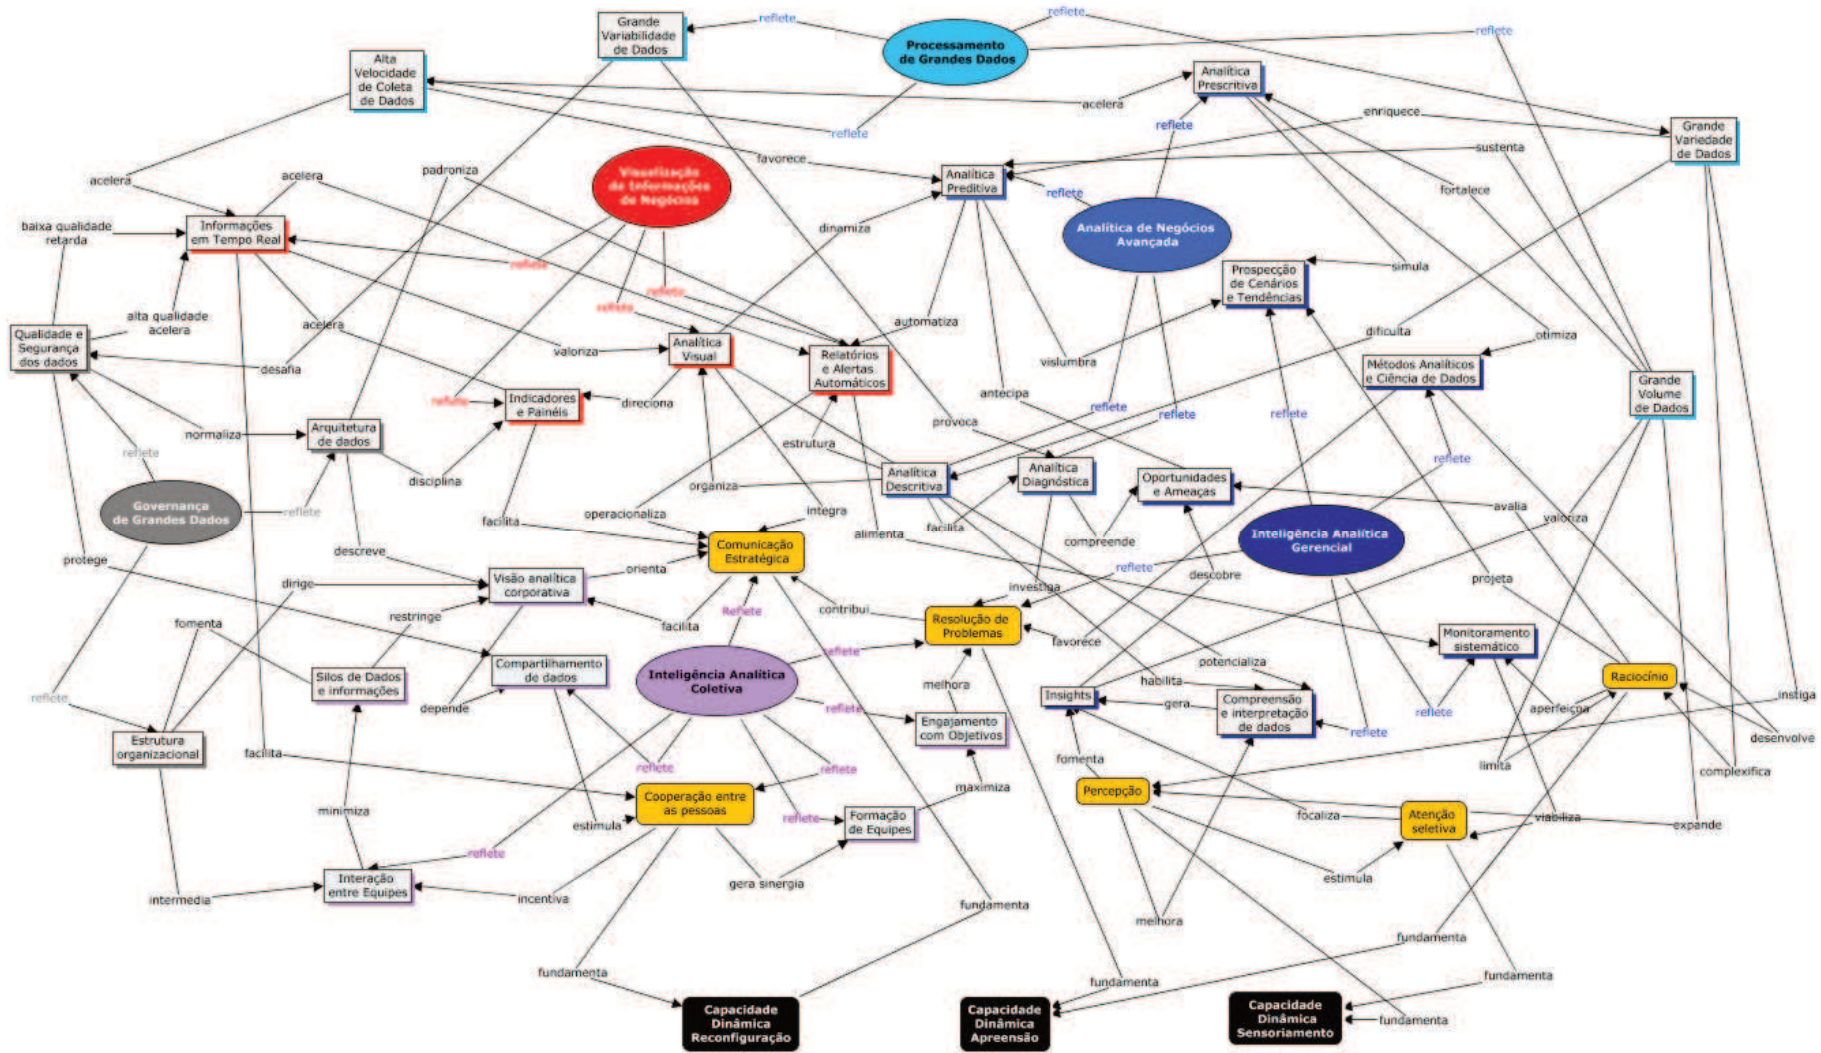 Grande
Variabilidade
de Dados
reflete
Processamento
de Grandes Dados
reflete
reflete
Alta
Velocidade
de Coleta
de Dados
Analítica
Prescritiva
acelera
reflete
reflete
enriquece
Grande
Variedade
de Dados
acelera
acelera
padroniza
Visualização
de Informações
de Negócios
favorece
Analítica
Preditiva
reflete
sustenta
fortalece
baixa qualidade
retarda
Informações
em Tempo Real
dinamiza
Analítica de Negócios
Avançada
reflete
reflete
reflete
Prospecção
de Cenários
e Tendências
simula
alta qualidade
acelera
acelera
Qualidade e
Segurança
dos dados
desafia
valoriza
Analítica
Visual
Relatórios
e Alertas
Automáticos
automatiza
vislumbra
dificulta
otimiza
Métodos Analíticos
e Ciência de Dados
Grande
Volume
de Dados
reflete
Indicadores
e Painéis
direciona
antecipa
reflete
reflete
reflete
normaliza
Arquitetura
de dados
provoca
reflete
estrutura
reflete
disciplina
organiza
Analítica
Descritiva
Analítica
Diagnóstica
Oportunidades
e Ameaças
Governança
de Grandes Dados
reflete
facilita
operacionaliza
integra
alimenta
facilita
compreende
Inteligência Analítica
Gerencial
avalia
valoriza
protege
descreve
Comunicação
Estratégica
orienta
Visão analítica
corporativa
dirige
reflete
descobre
investiga
projeta
restringe
fomenta
facilita
Reflete
contribui
Resolução de
Problemas
favorece
Monitoramento
sistemático
reflete
Silos de Dados
e informações
Compartilhamento
de dados
Inteligência Analítica
Coletiva
melhora
potencializa
habilita
Raciocínio
reflete
depende
reflete
Insights
gera
Compreensão
e interpretação
de dados
reflete
aperfeiçoa
instiga
Estrutura
organizacional
Engajamento
com Objetivos
reflete
desenvolve
facilita
reflete
reflete
fomenta
limita
complexifica
minimiza
Cooperação entre
as pessoas
maximiza
Percepção
estimula
reflete
Formação
de Equipes
focaliza
Atenção
seletiva
viabiliza
expande
reflete
intermedia
Interação
entre Equipes
incentiva
gera sinergia
estimula
fundamenta
melhora
fundamenta
fundamenta
fundamenta
fundamenta
Capacidade
Dinâmica
Reconfiguração
Capacidade
Dinâmica
Apreensão
Capacidade
Dinâmica
Sensoriamento
fundamenta